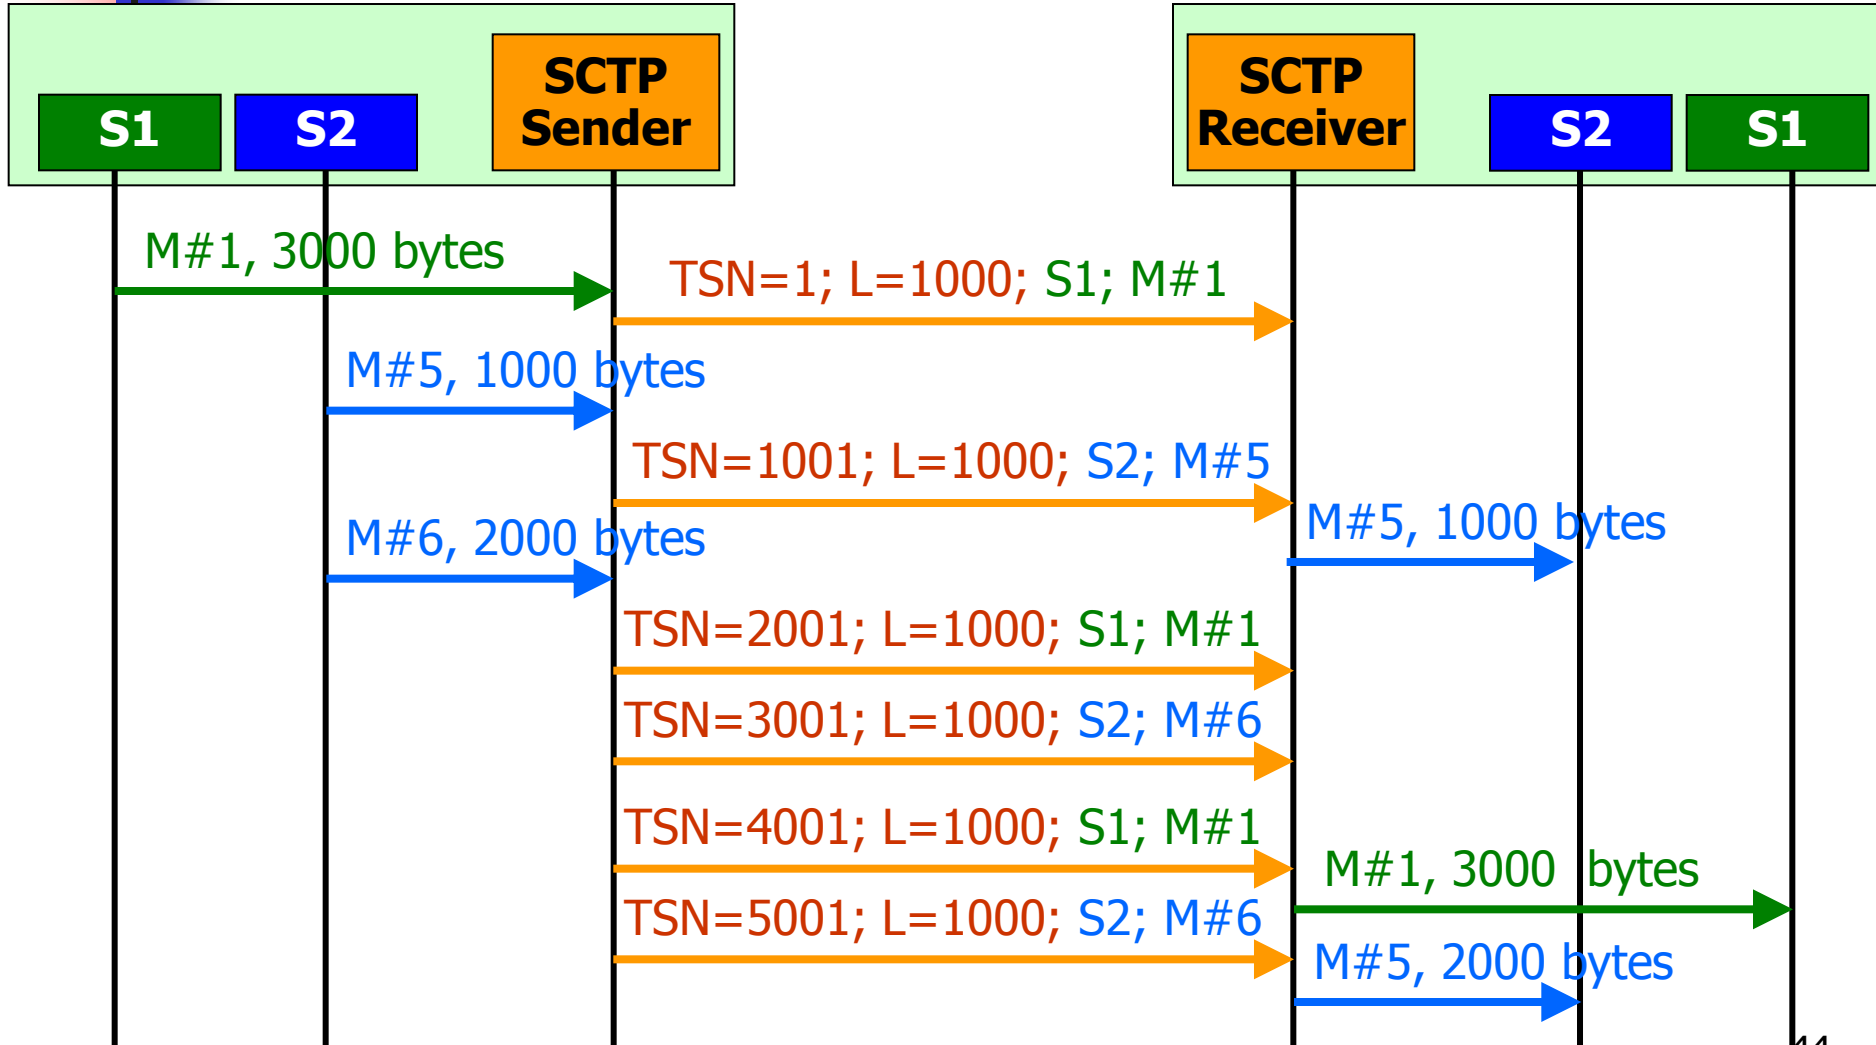 SCTP
Sender
S1
S2
SCTP
Receiver
S2
S1
M#1, 3000 bytes
TSN=1; L=1000; S1; M#1
M#5, 1000 bytes
TSN=1001; L=1000; S2; M#5
M#5, 1000 bytes
M#6, 2000 bytes
TSN=2001; L=1000; S1; M#1
TSN=3001; L=1000; S2; M#6
TSN=4001; L=1000; S1; M#1
M#1, 3000 bytes
TSN=5001; L=1000; S2; M#6
M#5, 2000 bytes